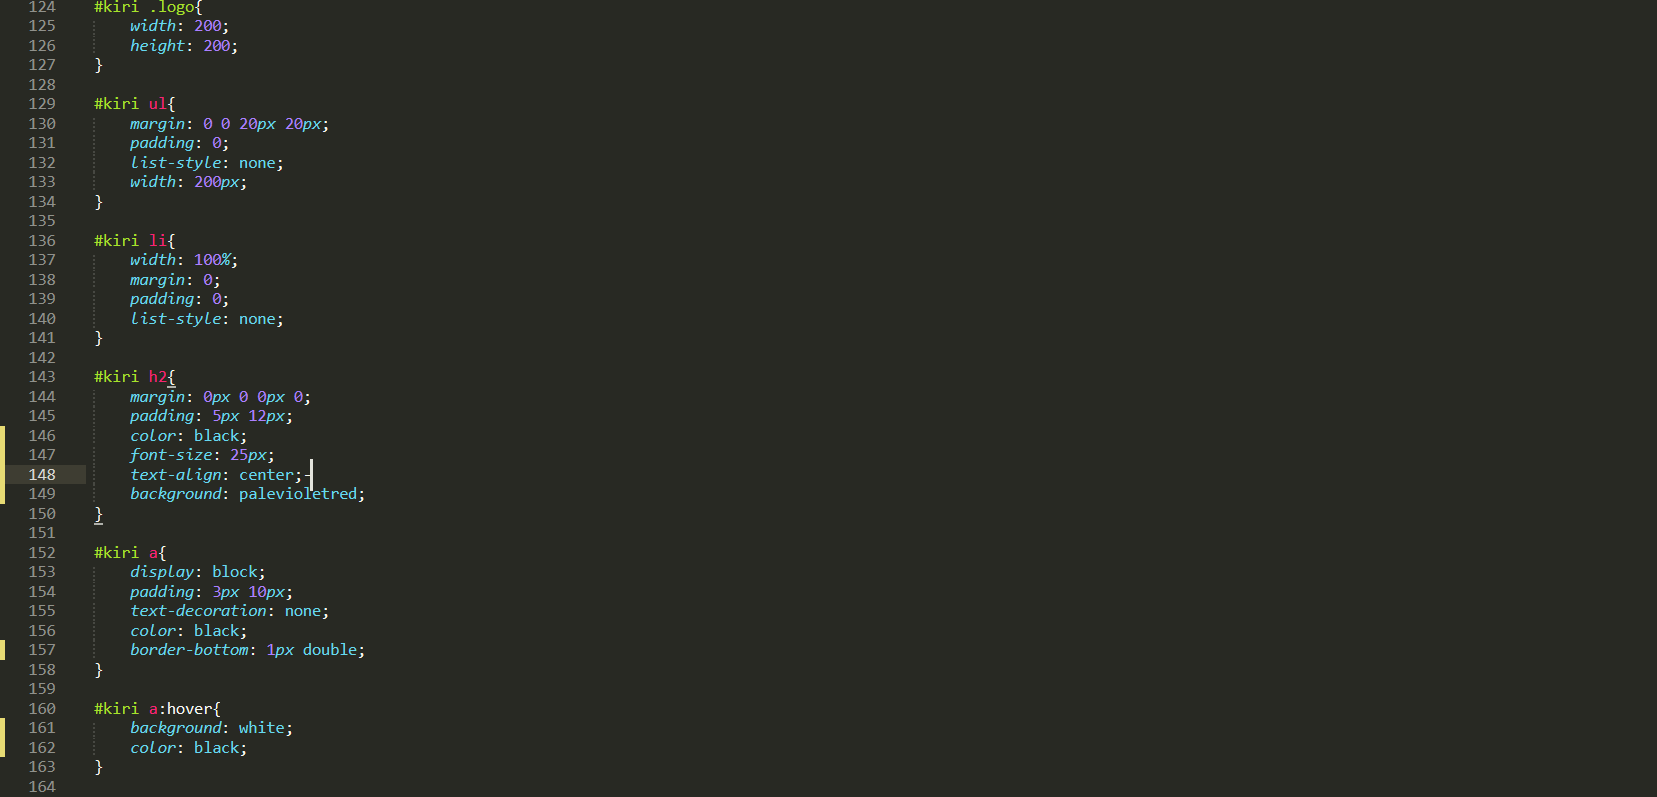 124 #kiri .logo{
125 width: 200;
126 height: 200;
127 }
128
129 #kiri ul{
130 margin: 0 0 20px 20px;
131 padding: 0;
132 list-style: none;
133 width: 200px;
134 }
135
136 #kiri li{
137 width: 100%;
138 margin: 0;
139 padding: 0;
140 list-style: none;
141 }
142
143 #kiri h2{
144 margin: 0px 0 0px 0;
145 padding: 5px 12px;
146 color: black;
147 font-size: 25px;
148 text-align: center;
149 background: palevioletred;
150 }
151
152 #kiri a{
153 display: block;
154 padding: 3px 10px;
155 text-decoration: none;
156 color: black;
157 border-bottom: 1px double;
158 }
159
160 #kiri a:hover{
161 background: white;
162 color: black;
163 }
164